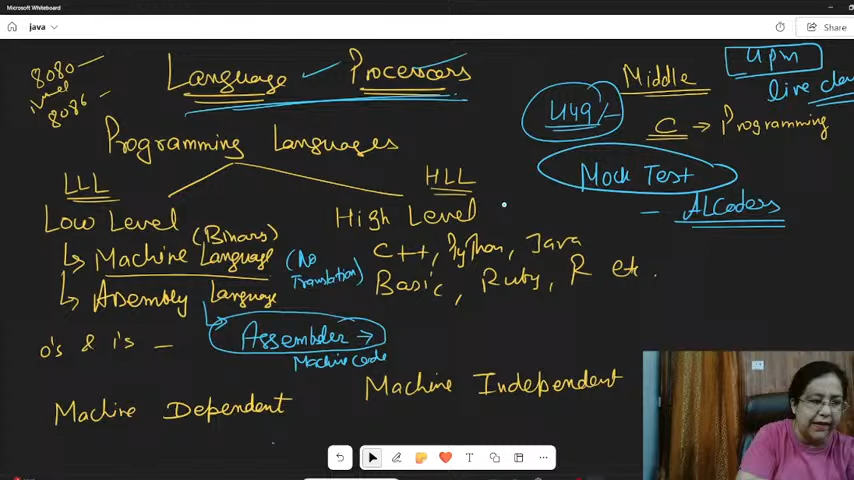 Microsoft Whiteboard
java
Share
8080
8086
Language Processors
Programming Languages
LLL
HLL
Low Level
High Level
Machine Language (Binary)
(No Translation)
Assembly Language
C++, Python, Java
Basic, Ruby, R etc.
0's & 1's —
Assembler →
Machine Code
Machine Dependent
Machine Independent
Middle
C → Programming
449/-
Mock Test
— ALCoders
4pm
live clas
T